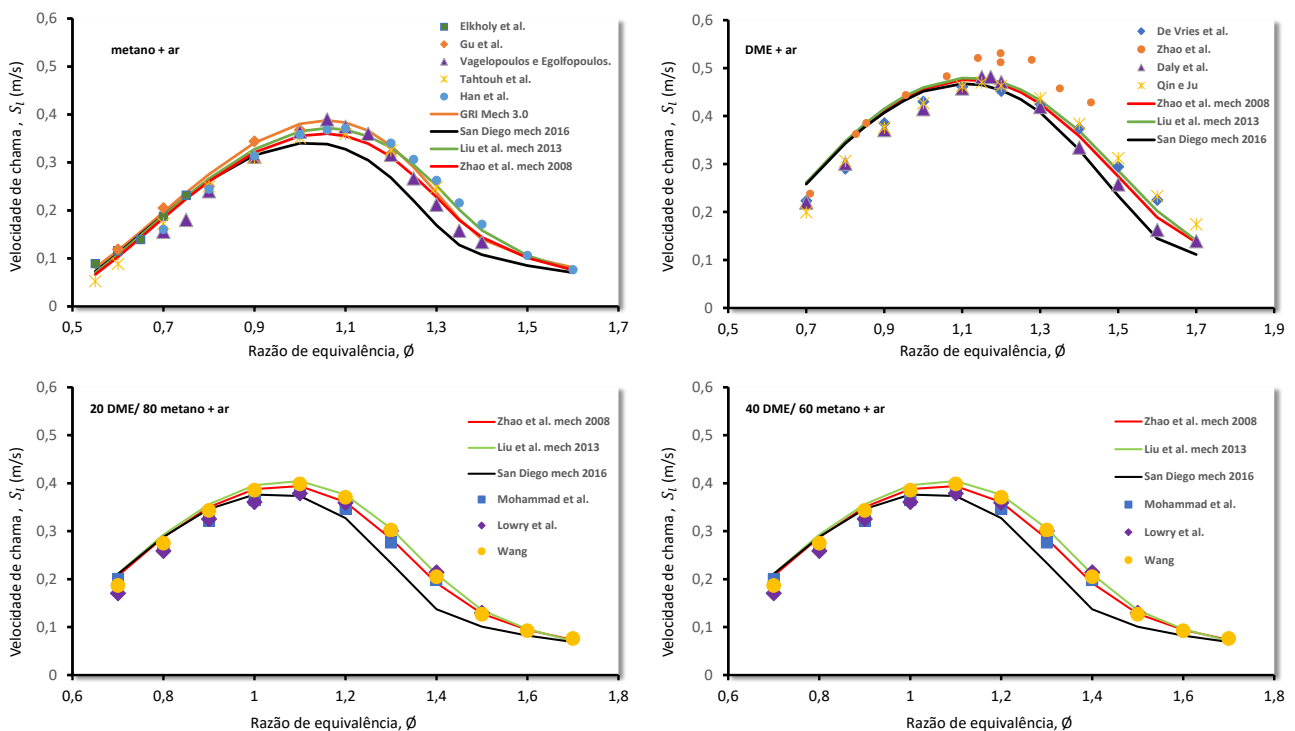 metano + ar
Elkholy et al.
Gu et al.
Vagelopoulos e Egolfopoulos.
Tahtouh et al.
Han et al.
GRI Mech 3.0
San Diego mech 2016
Liu et al. mech 2013
Zhao et al. mech 2008
Velocidade de chama , Sₗ (m/s)
0,6
0,5
0,4
0,3
0,2
0,1
0
0,5 0,7 0,9 1,1 1,3 1,5 1,7
Razão de equivalência, Ø
DME + ar
De Vries et al.
Zhao et al.
Daly et al.
Qin e Ju
Zhao et al. mech 2008
Liu et al. mech 2013
San Diego mech 2016
Velocidade de chama , Sₗ (m/s)
0,6
0,5
0,4
0,3
0,2
0,1
0
0,5 0,7 0,9 1,1 1,3 1,5 1,7 1,9
Razão de equivalência, Ø
20 DME/ 80 metano + ar
Zhao et al. mech 2008
Liu et al. mech 2013
San Diego mech 2016
Mohammad et al.
Lowry et al.
Wang
Velocidade de chama , Sₗ (m/s)
0,6
0,5
0,4
0,3
0,2
0,1
0
0,6 0,8 1 1,2 1,4 1,6 1,8
Razão de equivalência, Ø
40 DME/ 60 metano + ar
Zhao et al. mech 2008
Liu et al. mech 2013
San Diego mech 2016
Mohammad et al.
Lowry et al.
Wang
Velocidade de chama , Sₗ (m/s)
0,6
0,5
0,4
0,3
0,2
0,1
0
0,6 0,8 1 1,2 1,4 1,6 1,8
Razão de equivalência, Ø